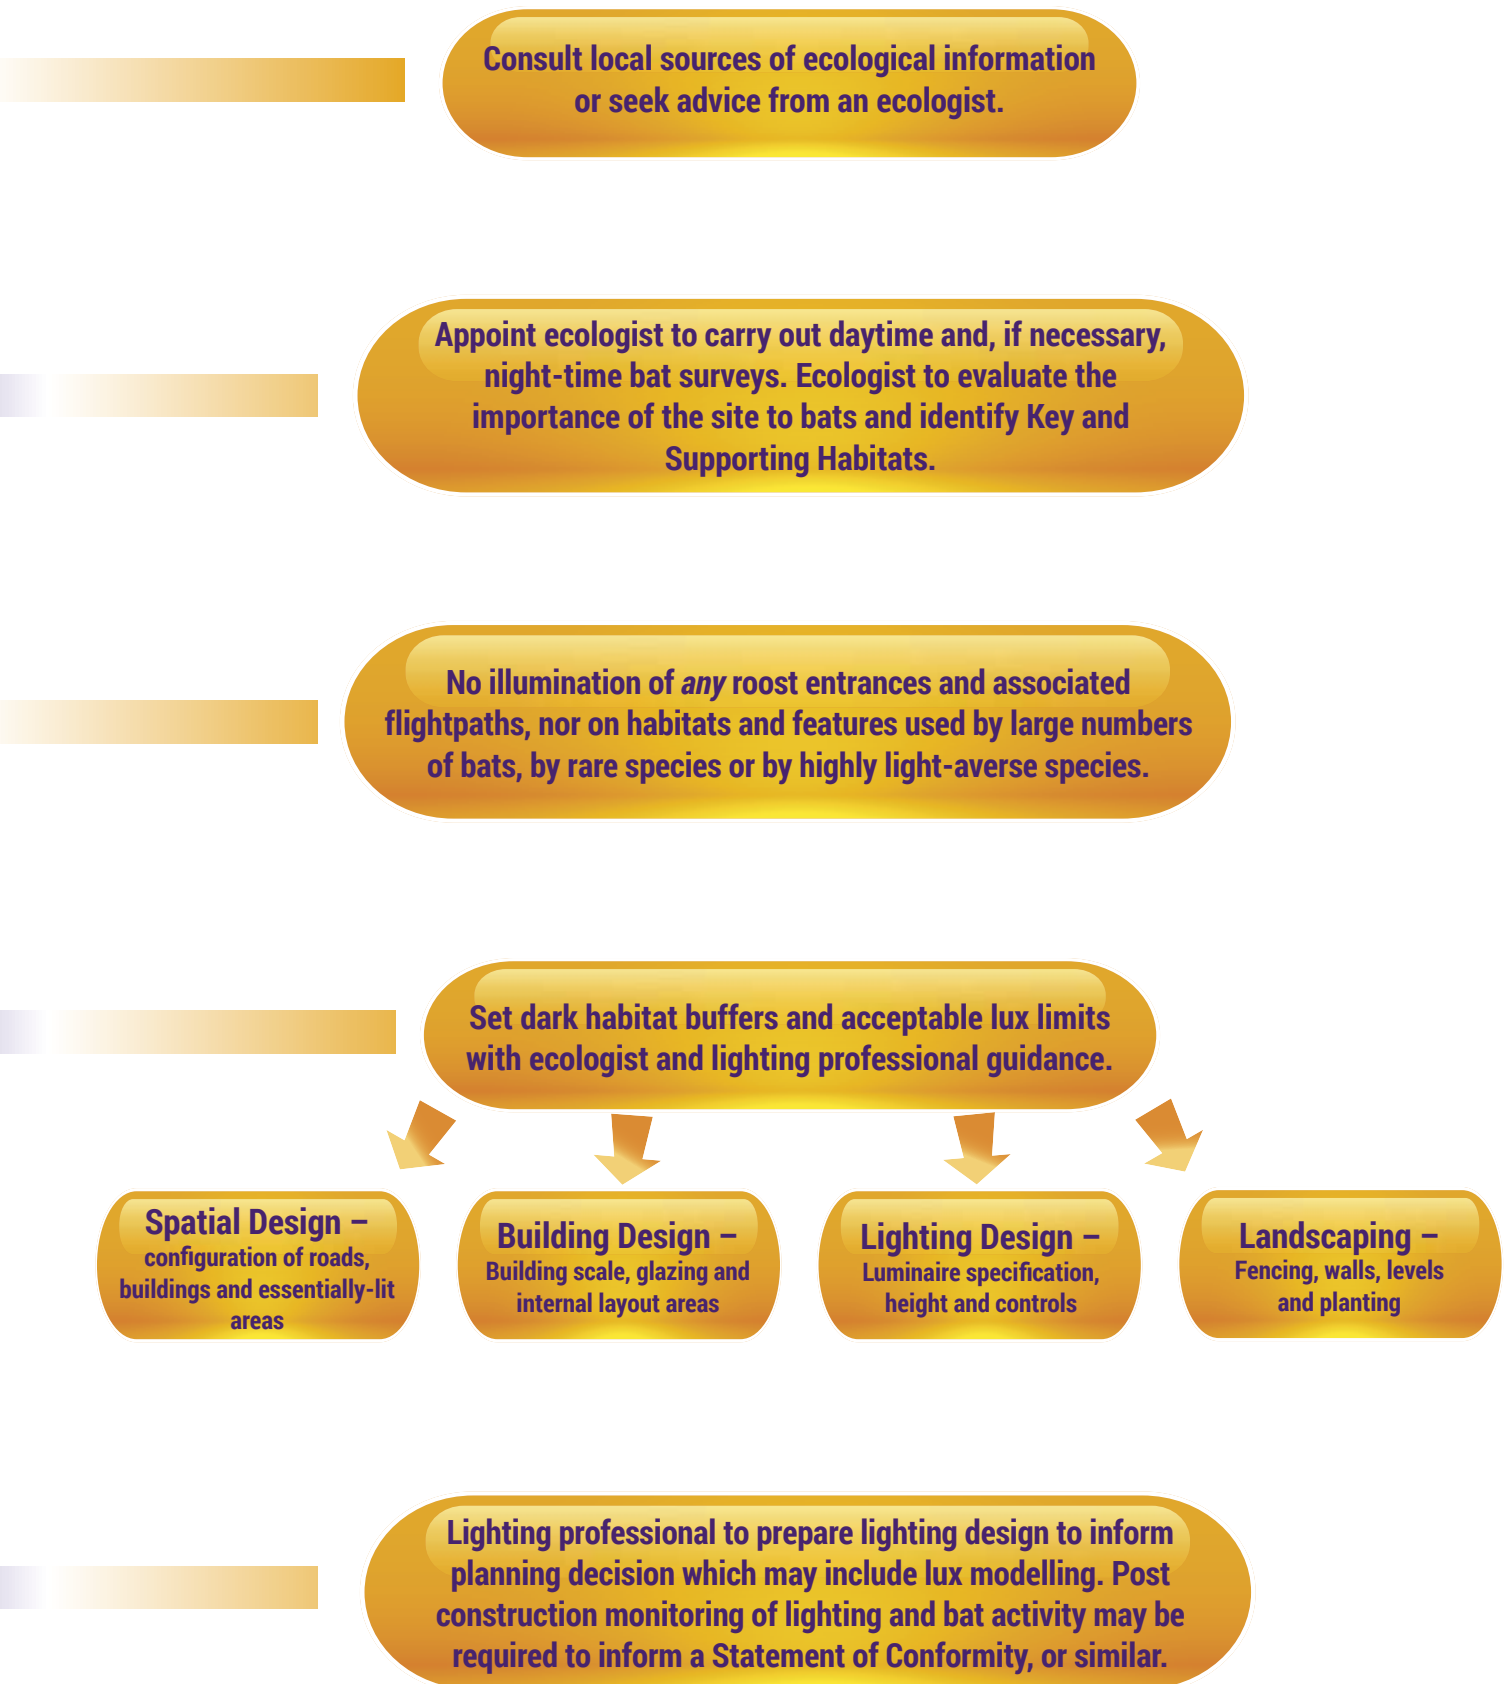 Consult local sources of ecological information
or seek advice from an ecologist.
Appoint ecologist to carry out daytime and, if necessary,
night-time bat surveys. Ecologist to evaluate the
importance of the site to bats and identify Key and
Supporting Habitats.
No illumination of any roost entrances and associated
flightpaths, nor on habitats and features used by large numbers
of bats, by rare species or by highly light-averse species.
Set dark habitat buffers and acceptable lux limits
with ecologist and lighting professional guidance.
Spatial Design –
configuration of roads,
buildings and essentially-lit
areas
Building Design –
Building scale, glazing and
internal layout areas
Lighting Design –
Luminaire specification,
height and controls
Landscaping –
Fencing, walls, levels
and planting
Lighting professional to prepare lighting design to inform
planning decision which may include lux modelling. Post
construction monitoring of lighting and bat activity may be
required to inform a Statement of Conformity, or similar.